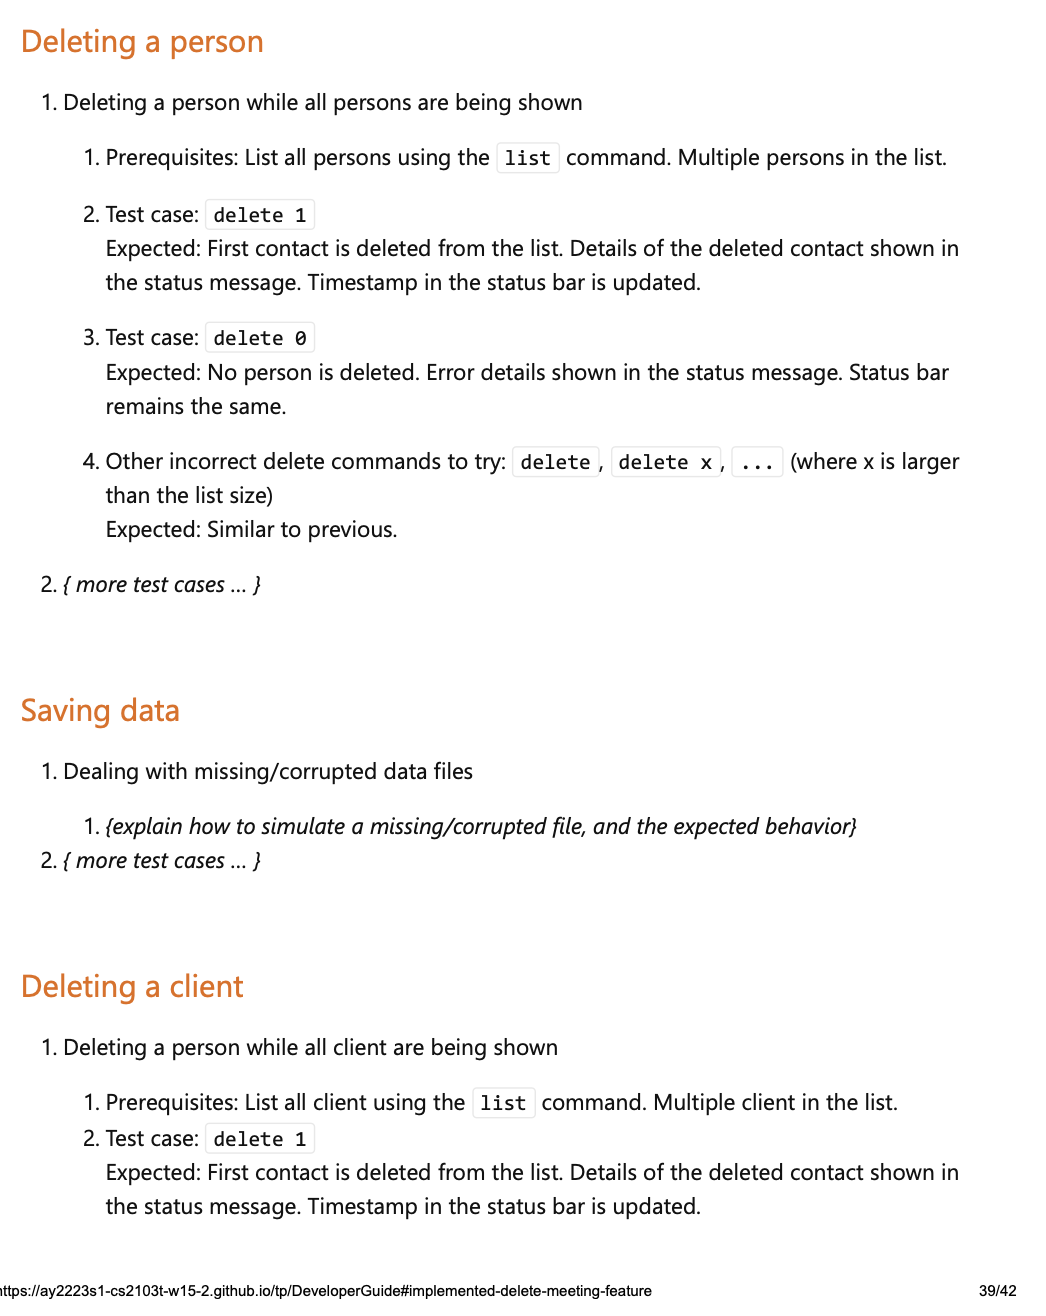 Deleting a person
1. Deleting a person while all persons are being shown
1. Prerequisites: List all persons using the list command. Multiple persons in the list.
2. Test case: delete 1
Expected: First contact is deleted from the list. Details of the deleted contact shown in
the status message. Timestamp in the status bar is updated.
3. Test case: delete 0
Expected: No person is deleted. Error details shown in the status message. Status bar
remains the same.
4. Other incorrect delete commands to try: delete, delete x, ... (where x is larger
than the list size)
Expected: Similar to previous.
2. { more test cases ... }
Saving data
1. Dealing with missing/corrupted data files
1. {explain how to simulate a missing/corrupted file, and the expected behavior}
2. { more test cases ... }
Deleting a client
1. Deleting a person while all client are being shown
1. Prerequisites: List all client using the list command. Multiple client in the list.
2. Test case: delete 1
Expected: First contact is deleted from the list. Details of the deleted contact shown in
the status message. Timestamp in the status bar is updated.
https://ay2223s1-cs2103t-w15-2.github.io/tp/DeveloperGuide#implemented-delete-meeting-feature 39/42